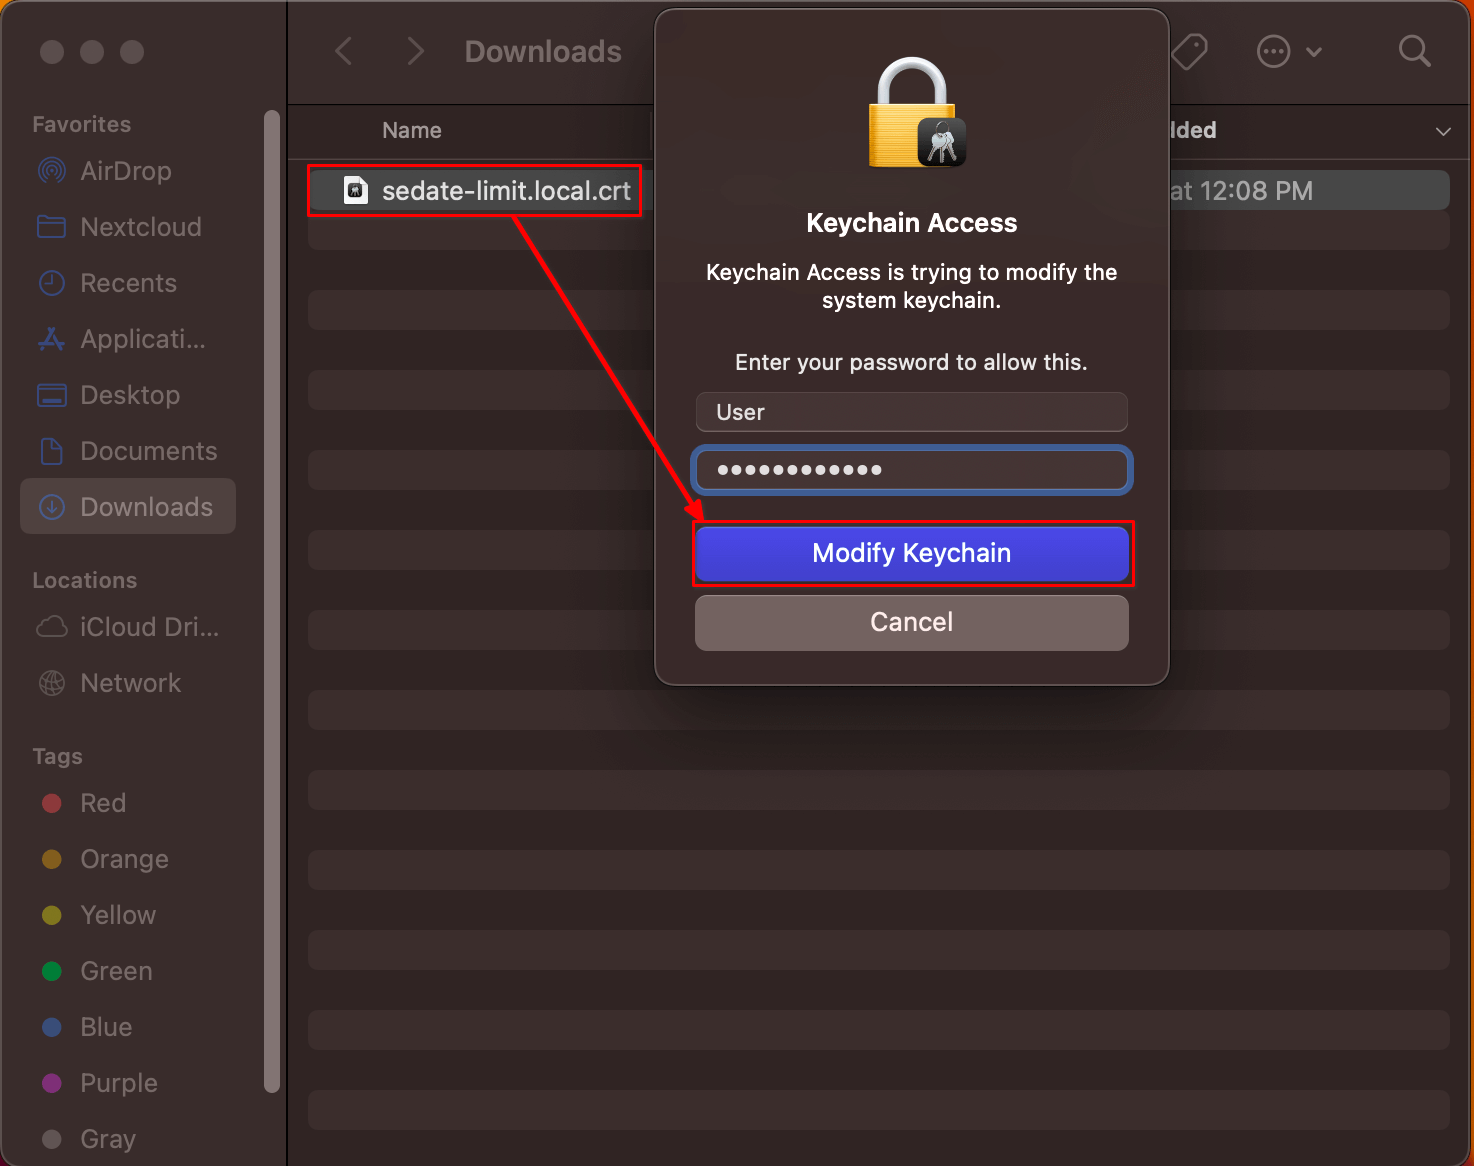 Favorites
AirDrop
Nextcloud
Recents
Applicati...
Desktop
Documents
Downloads
Locations
iCloud Dri...
Network
Tags
Red
Orange
Yellow
Green
Blue
Purple
Gray
Downloads
Name
dded
sedate-limit.local.crt
at 12:08 PM
Keychain Access
Keychain Access is trying to modify the
system keychain.
Enter your password to allow this.
User
••••••••••••
Modify Keychain
Cancel